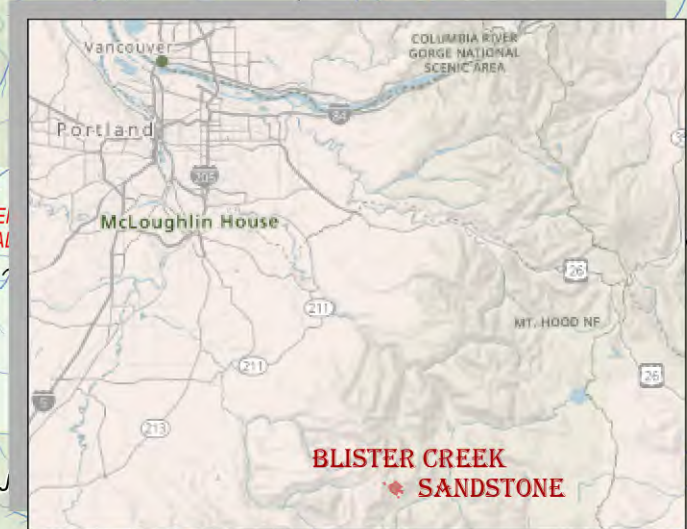 COLUMBIA RIVER
GORGE NATIONAL
SCENIC AREA
Vancouver
84
Portland
205
McLoughlin House
26
211
MT. HOOD NF
211
26
5
213
BLISTER CREEK
SANDSTONE